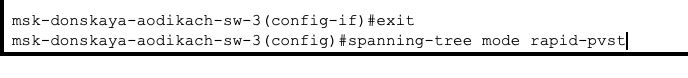 msk-donskaya-aodikach-sw-3(config-if)#exit
msk-donskaya-aodikach-sw-3(config)#spanning-tree mode rapid-pvst